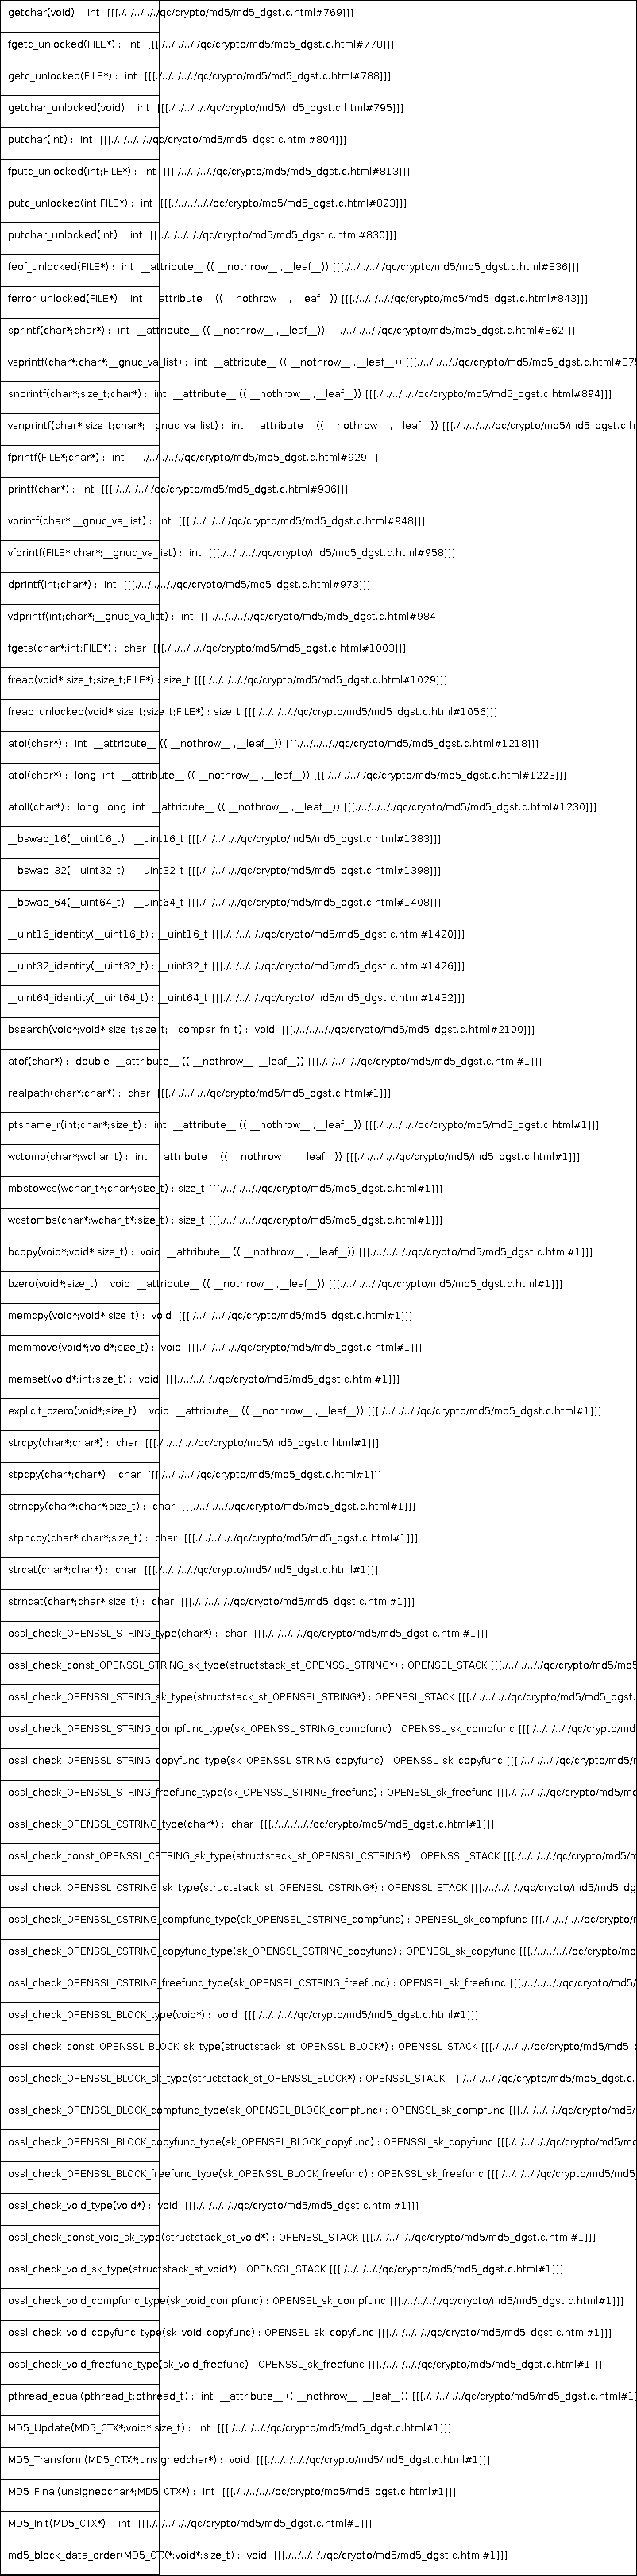 getchar(void) : int [[[./../../../../qc/crypto/md5/md5_dgst.c.html#769]]]
fgetc_unlocked(FILE*) : int [[[./../../../../qc/crypto/md5/md5_dgst.c.html#778]]]
getc_unlocked(FILE*) : int [[[./../../../../qc/crypto/md5/md5_dgst.c.html#788]]]
getchar_unlocked(void) : int [[[./../../../../qc/crypto/md5/md5_dgst.c.html#795]]]
putchar(int) : int [[[./../../../../qc/crypto/md5/md5_dgst.c.html#804]]]
fputc_unlocked(int;FILE*) : int [[[./../../../../qc/crypto/md5/md5_dgst.c.html#813]]]
putc_unlocked(int;FILE*) : int [[[./../../../../qc/crypto/md5/md5_dgst.c.html#823]]]
putchar_unlocked(int) : int [[[./../../../../qc/crypto/md5/md5_dgst.c.html#830]]]
feof_unlocked(FILE*) : int __attribute__ (( __nothrow__ ,__leaf__)) [[[./../../../../qc/crypto/md5/md5_dgst.c.html#836]]]
ferror_unlocked(FILE*) : int __attribute__ (( __nothrow__ ,__leaf__)) [[[./../../../../qc/crypto/md5/md5_dgst.c.html#843]]]
sprintf(char*;char*) : int __attribute__ (( __nothrow__ ,__leaf__)) [[[./../../../../qc/crypto/md5/md5_dgst.c.html#862]]]
vsprintf(char*;char*;__gnuc_va_list) : int __attribute__ (( __nothrow__ ,__leaf__)) [[[./../../../../qc/crypto/md5/md5_dgst.c.html#875
snprintf(char*;size_t;char*) : int __attribute__ (( __nothrow__ ,__leaf__)) [[[./../../../../qc/crypto/md5/md5_dgst.c.html#894]]]
vsnprintf(char*;size_t;char*;__gnuc_va_list) : int __attribute__ (( __nothrow__ ,__leaf__)) [[[./../../../../qc/crypto/md5/md5_dgst.c.h
fprintf(FILE*;char*) : int [[[./../../../../qc/crypto/md5/md5_dgst.c.html#929]]]
printf(char*) : int [[[./../../../../qc/crypto/md5/md5_dgst.c.html#936]]]
vprintf(char*;__gnuc_va_list) : int [[[./../../../../qc/crypto/md5/md5_dgst.c.html#948]]]
vfprintf(FILE*;char*;__gnuc_va_list) : int [[[./../../../../qc/crypto/md5/md5_dgst.c.html#958]]]
dprintf(int;char*) : int [[[./../../../../qc/crypto/md5/md5_dgst.c.html#973]]]
vdprintf(int;char*;__gnuc_va_list) : int [[[./../../../../qc/crypto/md5/md5_dgst.c.html#984]]]
fgets(char*;int;FILE*) : char [[[./../../../../qc/crypto/md5/md5_dgst.c.html#1003]]]
fread(void*;size_t;size_t;FILE*) : size_t [[[./../../../../qc/crypto/md5/md5_dgst.c.html#1029]]]
fread_unlocked(void*;size_t;size_t;FILE*) : size_t [[[./../../../../qc/crypto/md5/md5_dgst.c.html#1056]]]
atoi(char*) : int __attribute__ (( __nothrow__ ,__leaf__)) [[[./../../../../qc/crypto/md5/md5_dgst.c.html#1218]]]
atol(char*) : long int __attribute__ (( __nothrow__ ,__leaf__)) [[[./../../../../qc/crypto/md5/md5_dgst.c.html#1223]]]
atoll(char*) : long long int __attribute__ (( __nothrow__ ,__leaf__)) [[[./../../../../qc/crypto/md5/md5_dgst.c.html#1230]]]
__bswap_16(__uint16_t) : __uint16_t [[[./../../../../qc/crypto/md5/md5_dgst.c.html#1383]]]
__bswap_32(__uint32_t) : __uint32_t [[[./../../../../qc/crypto/md5/md5_dgst.c.html#1398]]]
__bswap_64(__uint64_t) : __uint64_t [[[./../../../../qc/crypto/md5/md5_dgst.c.html#1408]]]
__uint16_identity(__uint16_t) : __uint16_t [[[./../../../../qc/crypto/md5/md5_dgst.c.html#1420]]]
__uint32_identity(__uint32_t) : __uint32_t [[[./../../../../qc/crypto/md5/md5_dgst.c.html#1426]]]
__uint64_identity(__uint64_t) : __uint64_t [[[./../../../../qc/crypto/md5/md5_dgst.c.html#1432]]]
bsearch(void*;void*;size_t;size_t;__compar_fn_t) : void [[[./../../../../qc/crypto/md5/md5_dgst.c.html#2100]]]
atof(char*) : double __attribute__ (( __nothrow__ ,__leaf__)) [[[./../../../../qc/crypto/md5/md5_dgst.c.html#1]]]
realpath(char*;char*) : char [[[./../../../../qc/crypto/md5/md5_dgst.c.html#1]]]
ptsname_r(int;char*;size_t) : int __attribute__ (( __nothrow__ ,__leaf__)) [[[./../../../../qc/crypto/md5/md5_dgst.c.html#1]]]
wctomb(char*;wchar_t) : int __attribute__ (( __nothrow__ ,__leaf__)) [[[./../../../../qc/crypto/md5/md5_dgst.c.html#1]]]
mbstowcs(wchar_t*;char*;size_t) : size_t [[[./../../../../qc/crypto/md5/md5_dgst.c.html#1]]]
wcstombs(char*;wchar_t*;size_t) : size_t [[[./../../../../qc/crypto/md5/md5_dgst.c.html#1]]]
bcopy(void*;void*;size_t) : void __attribute__ (( __nothrow__ ,__leaf__)) [[[./../../../../qc/crypto/md5/md5_dgst.c.html#1]]]
bzero(void*;size_t) : void __attribute__ (( __nothrow__ ,__leaf__)) [[[./../../../../qc/crypto/md5/md5_dgst.c.html#1]]]
memcpy(void*;void*;size_t) : void [[[./../../../../qc/crypto/md5/md5_dgst.c.html#1]]]
memmove(void*;void*;size_t) : void [[[./../../../../qc/crypto/md5/md5_dgst.c.html#1]]]
memset(void*;int;size_t) : void [[[./../../../../qc/crypto/md5/md5_dgst.c.html#1]]]
explicit_bzero(void*;size_t) : void __attribute__ (( __nothrow__ ,__leaf__)) [[[./../../../../qc/crypto/md5/md5_dgst.c.html#1]]]
strcpy(char*;char*) : char [[[./../../../../qc/crypto/md5/md5_dgst.c.html#1]]]
stpcpy(char*;char*) : char [[[./../../../../qc/crypto/md5/md5_dgst.c.html#1]]]
strncpy(char*;char*;size_t) : char [[[./../../../../qc/crypto/md5/md5_dgst.c.html#1]]]
stpncpy(char*;char*;size_t) : char [[[./../../../../qc/crypto/md5/md5_dgst.c.html#1]]]
strcat(char*;char*) : char [[[./../../../../qc/crypto/md5/md5_dgst.c.html#1]]]
strncat(char*;char*;size_t) : char [[[./../../../../qc/crypto/md5/md5_dgst.c.html#1]]]
ossl_check_OPENSSL_STRING_type(char*) : char [[[./../../../../qc/crypto/md5/md5_dgst.c.html#1]]]
ossl_check_const_OPENSSL_STRING_sk_type(structstack_st_OPENSSL_STRING*) : OPENSSL_STACK [[[./../../../../qc/crypto/md5/md5
ossl_check_OPENSSL_STRING_sk_type(structstack_st_OPENSSL_STRING*) : OPENSSL_STACK [[[./../../../../qc/crypto/md5/md5_dgst.
ossl_check_OPENSSL_STRING_compfunc_type(sk_OPENSSL_STRING_compfunc) : OPENSSL_sk_compfunc [[[./../../../../qc/crypto/md
ossl_check_OPENSSL_STRING_copyfunc_type(sk_OPENSSL_STRING_copyfunc) : OPENSSL_sk_copyfunc [[[./../../../../qc/crypto/md5/m
ossl_check_OPENSSL_STRING_freefunc_type(sk_OPENSSL_STRING_freefunc) : OPENSSL_sk_freefunc [[[./../../../../qc/crypto/md5/md
ossl_check_OPENSSL_CSTRING_type(char*) : char [[[./../../../../qc/crypto/md5/md5_dgst.c.html#1]]]
ossl_check_const_OPENSSL_CSTRING_sk_type(structstack_st_OPENSSL_CSTRING*) : OPENSSL_STACK [[[./../../../../qc/crypto/md5/m
ossl_check_OPENSSL_CSTRING_sk_type(structstack_st_OPENSSL_CSTRING*) : OPENSSL_STACK [[[./../../../../qc/crypto/md5/md5_dg
ossl_check_OPENSSL_CSTRING_compfunc_type(sk_OPENSSL_CSTRING_compfunc) : OPENSSL_sk_compfunc [[[./../../../../qc/crypto/r
ossl_check_OPENSSL_CSTRING_copyfunc_type(sk_OPENSSL_CSTRING_copyfunc) : OPENSSL_sk_copyfunc [[[./../../../../qc/crypto/md
ossl_check_OPENSSL_CSTRING_freefunc_type(sk_OPENSSL_CSTRING_freefunc) : OPENSSL_sk_freefunc [[[./../../../../qc/crypto/md5/
ossl_check_OPENSSL_BLOCK_type(void*) : void [[[./../../../../qc/crypto/md5/md5_dgst.c.html#1]]]
ossl_check_const_OPENSSL_BLOCK_sk_type(structstack_st_OPENSSL_BLOCK*) : OPENSSL_STACK [[[./../../../../qc/crypto/md5/md5_d
ossl_check_OPENSSL_BLOCK_sk_type(structstack_st_OPENSSL_BLOCK*) : OPENSSL_STACK [[[./../../../../qc/crypto/md5/md5_dgst.c.
ossl_check_OPENSSL_BLOCK_compfunc_type(sk_OPENSSL_BLOCK_compfunc) : OPENSSL_sk_compfunc [[[./../../../../qc/crypto/md5/
ossl_check_OPENSSL_BLOCK_copyfunc_type(sk_OPENSSL_BLOCK_copyfunc) : OPENSSL_sk_copyfunc [[[./../../../../qc/crypto/md5/md
ossl_check_OPENSSL_BLOCK_freefunc_type(sk_OPENSSL_BLOCK_freefunc) : OPENSSL_sk_freefunc [[[./../../../../qc/crypto/md5/md5_
ossl_check_void_type(void*) : void [[[./../../../../qc/crypto/md5/md5_dgst.c.html#1]]]
ossl_check_const_void_sk_type(structstack_st_void*) : OPENSSL_STACK [[[./../../../../qc/crypto/md5/md5_dgst.c.html#1]]]
ossl_check_void_sk_type(structstack_st_void*) : OPENSSL_STACK [[[./../../../../qc/crypto/md5/md5_dgst.c.html#1]]]
ossl_check_void_compfunc_type(sk_void_compfunc) : OPENSSL_sk_compfunc [[[./../../../../qc/crypto/md5/md5_dgst.c.html#1]]]
ossl_check_void_copyfunc_type(sk_void_copyfunc) : OPENSSL_sk_copyfunc [[[./../../../../qc/crypto/md5/md5_dgst.c.html#1]]]
ossl_check_void_freefunc_type(sk_void_freefunc) : OPENSSL_sk_freefunc [[[./../../../../qc/crypto/md5/md5_dgst.c.html#1]]]
pthread_equal(pthread_t;pthread_t) : int __attribute__ (( __nothrow__ ,__leaf__)) [[[./../../../../qc/crypto/md5/md5_dgst.c.html#1]
MD5_Update(MD5_CTX*;void*;size_t) : int [[[./../../../../qc/crypto/md5/md5_dgst.c.html#1]]]
MD5_Transform(MD5_CTX*;unsignedchar*) : void [[[./../../../../qc/crypto/md5/md5_dgst.c.html#1]]]
MD5_Final(unsignedchar*;MD5_CTX*) : int [[[./../../../../qc/crypto/md5/md5_dgst.c.html#1]]]
MD5_Init(MD5_CTX*) : int [[[./../../../../qc/crypto/md5/md5_dgst.c.html#1]]]
md5_block_data_order(MD5_CTX*;void*;size_t) : void [[[./../../../../qc/crypto/md5/md5_dgst.c.html#1]]]